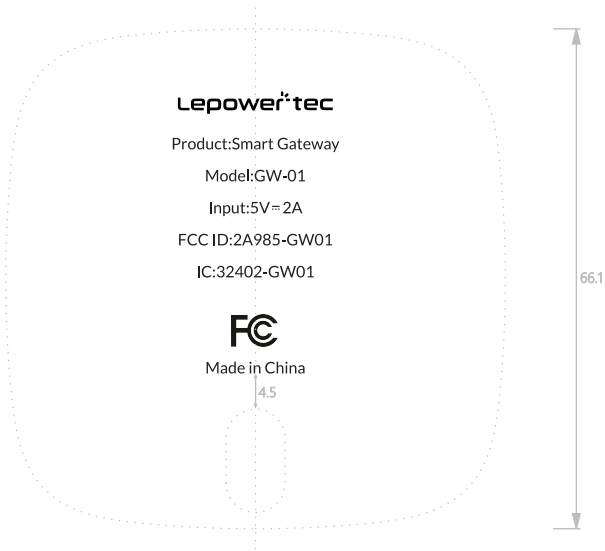 Lepowertec
Product:Smart Gateway
Model:GW-01
Input:5V⎓2A
FCC ID:2A985-GW01
IC:32402-GW01
FC
Made in China
4.5
66.1